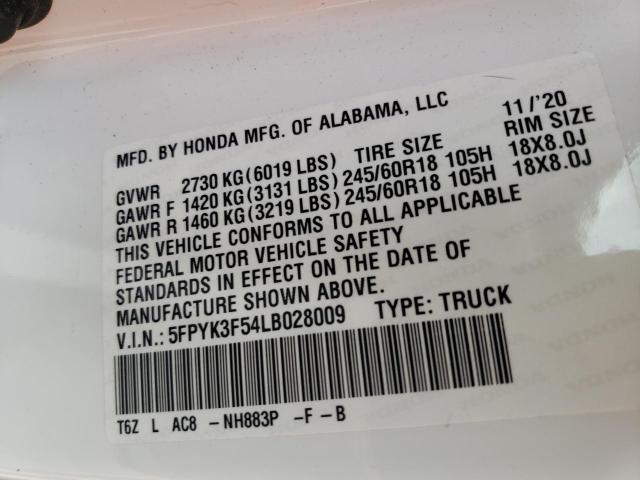 MFD. BY HONDA MFG. OF ALABAMA, LLC 11/'20
GVWR 2730 KG(6019 LBS) TIRE SIZE RIM SIZE
GAWR F 1420 KG(3131 LBS) 245/60R18 105H 18X8.0J
GAWR R 1460 KG(3219 LBS) 245/60R18 105H 18X8.0J
THIS VEHICLE CONFORMS TO ALL APPLICABLE
FEDERAL MOTOR VEHICLE SAFETY
STANDARDS IN EFFECT ON THE DATE OF
MANUFACTURE SHOWN ABOVE.
V.I.N.: 5FPYK3F54LB028009 TYPE: TRUCK
T6Z L AC8 -NH883P -F -B